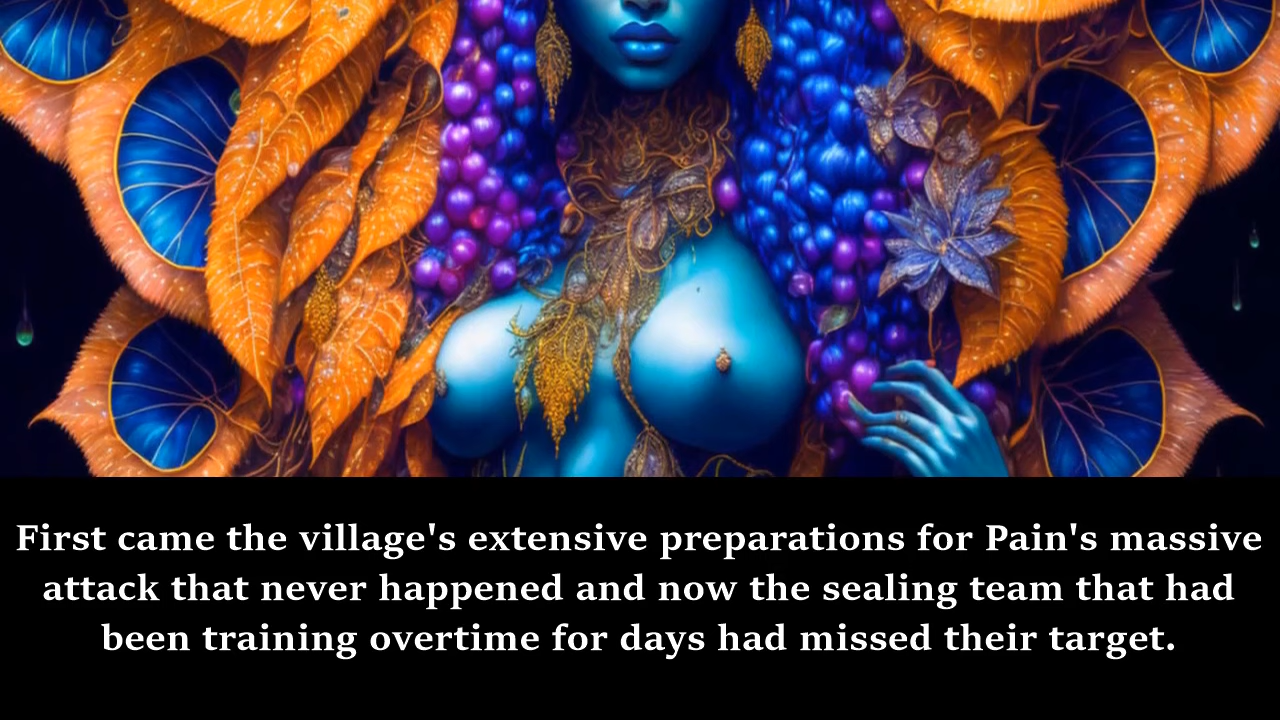 First came the village's extensive preparations for Pain's massive
attack that never happened and now the sealing team that had
been training overtime for days had missed their target.